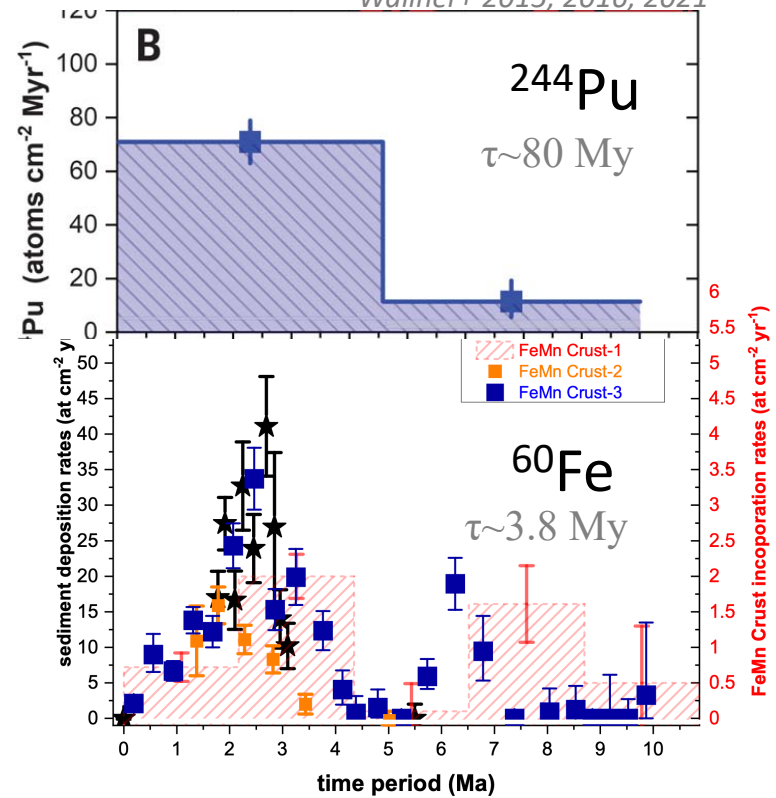 Wallner+ 2015, 2016, 2021
B
244Pu
τ~80 My
Pu (atoms cm-2 Myr-1)
120
100
80
60
40
20
0
6
5.5
FeMn Crust-1
FeMn Crust-2
FeMn Crust-3
60Fe
τ~3.8 My
sediment deposition rates (at cm-2 y
50
45
40
35
30
25
20
15
10
5
0
FeMn Crust incoporation rates (at cm-2 yr-1)
5
4.5
4
3.5
3
2.5
2
1.5
1
0.5
0
0 1 2 3 4 5 6 7 8 9 10
time period (Ma)